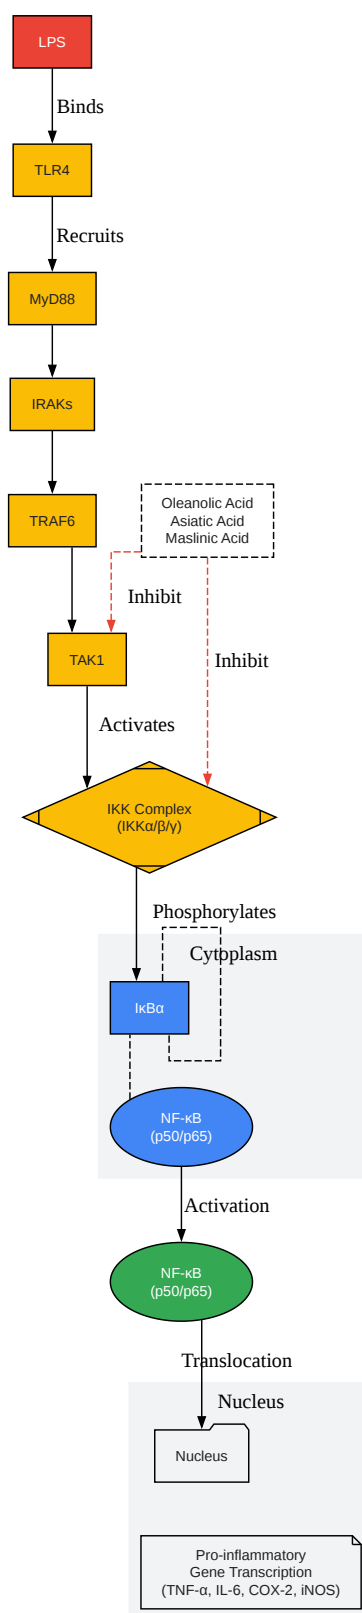 LPS
Binds
TLR4
Recruits
MyD88
IRAKs
TRAF6
Oleanolic Acid
Asiatic Acid
Maslinic Acid
Inhibit
TAK1
Inhibit
Activates
IKK Complex
(IKKα/β/γ)
Phosphorylates
Cytoplasm
IκBα
NF-κB
(p50/p65)
Activation
NF-κB
(p50/p65)
Translocation
Nucleus
Nucleus
Pro-inflammatory
Gene Transcription
(TNF-α, IL-6, COX-2, iNOS)